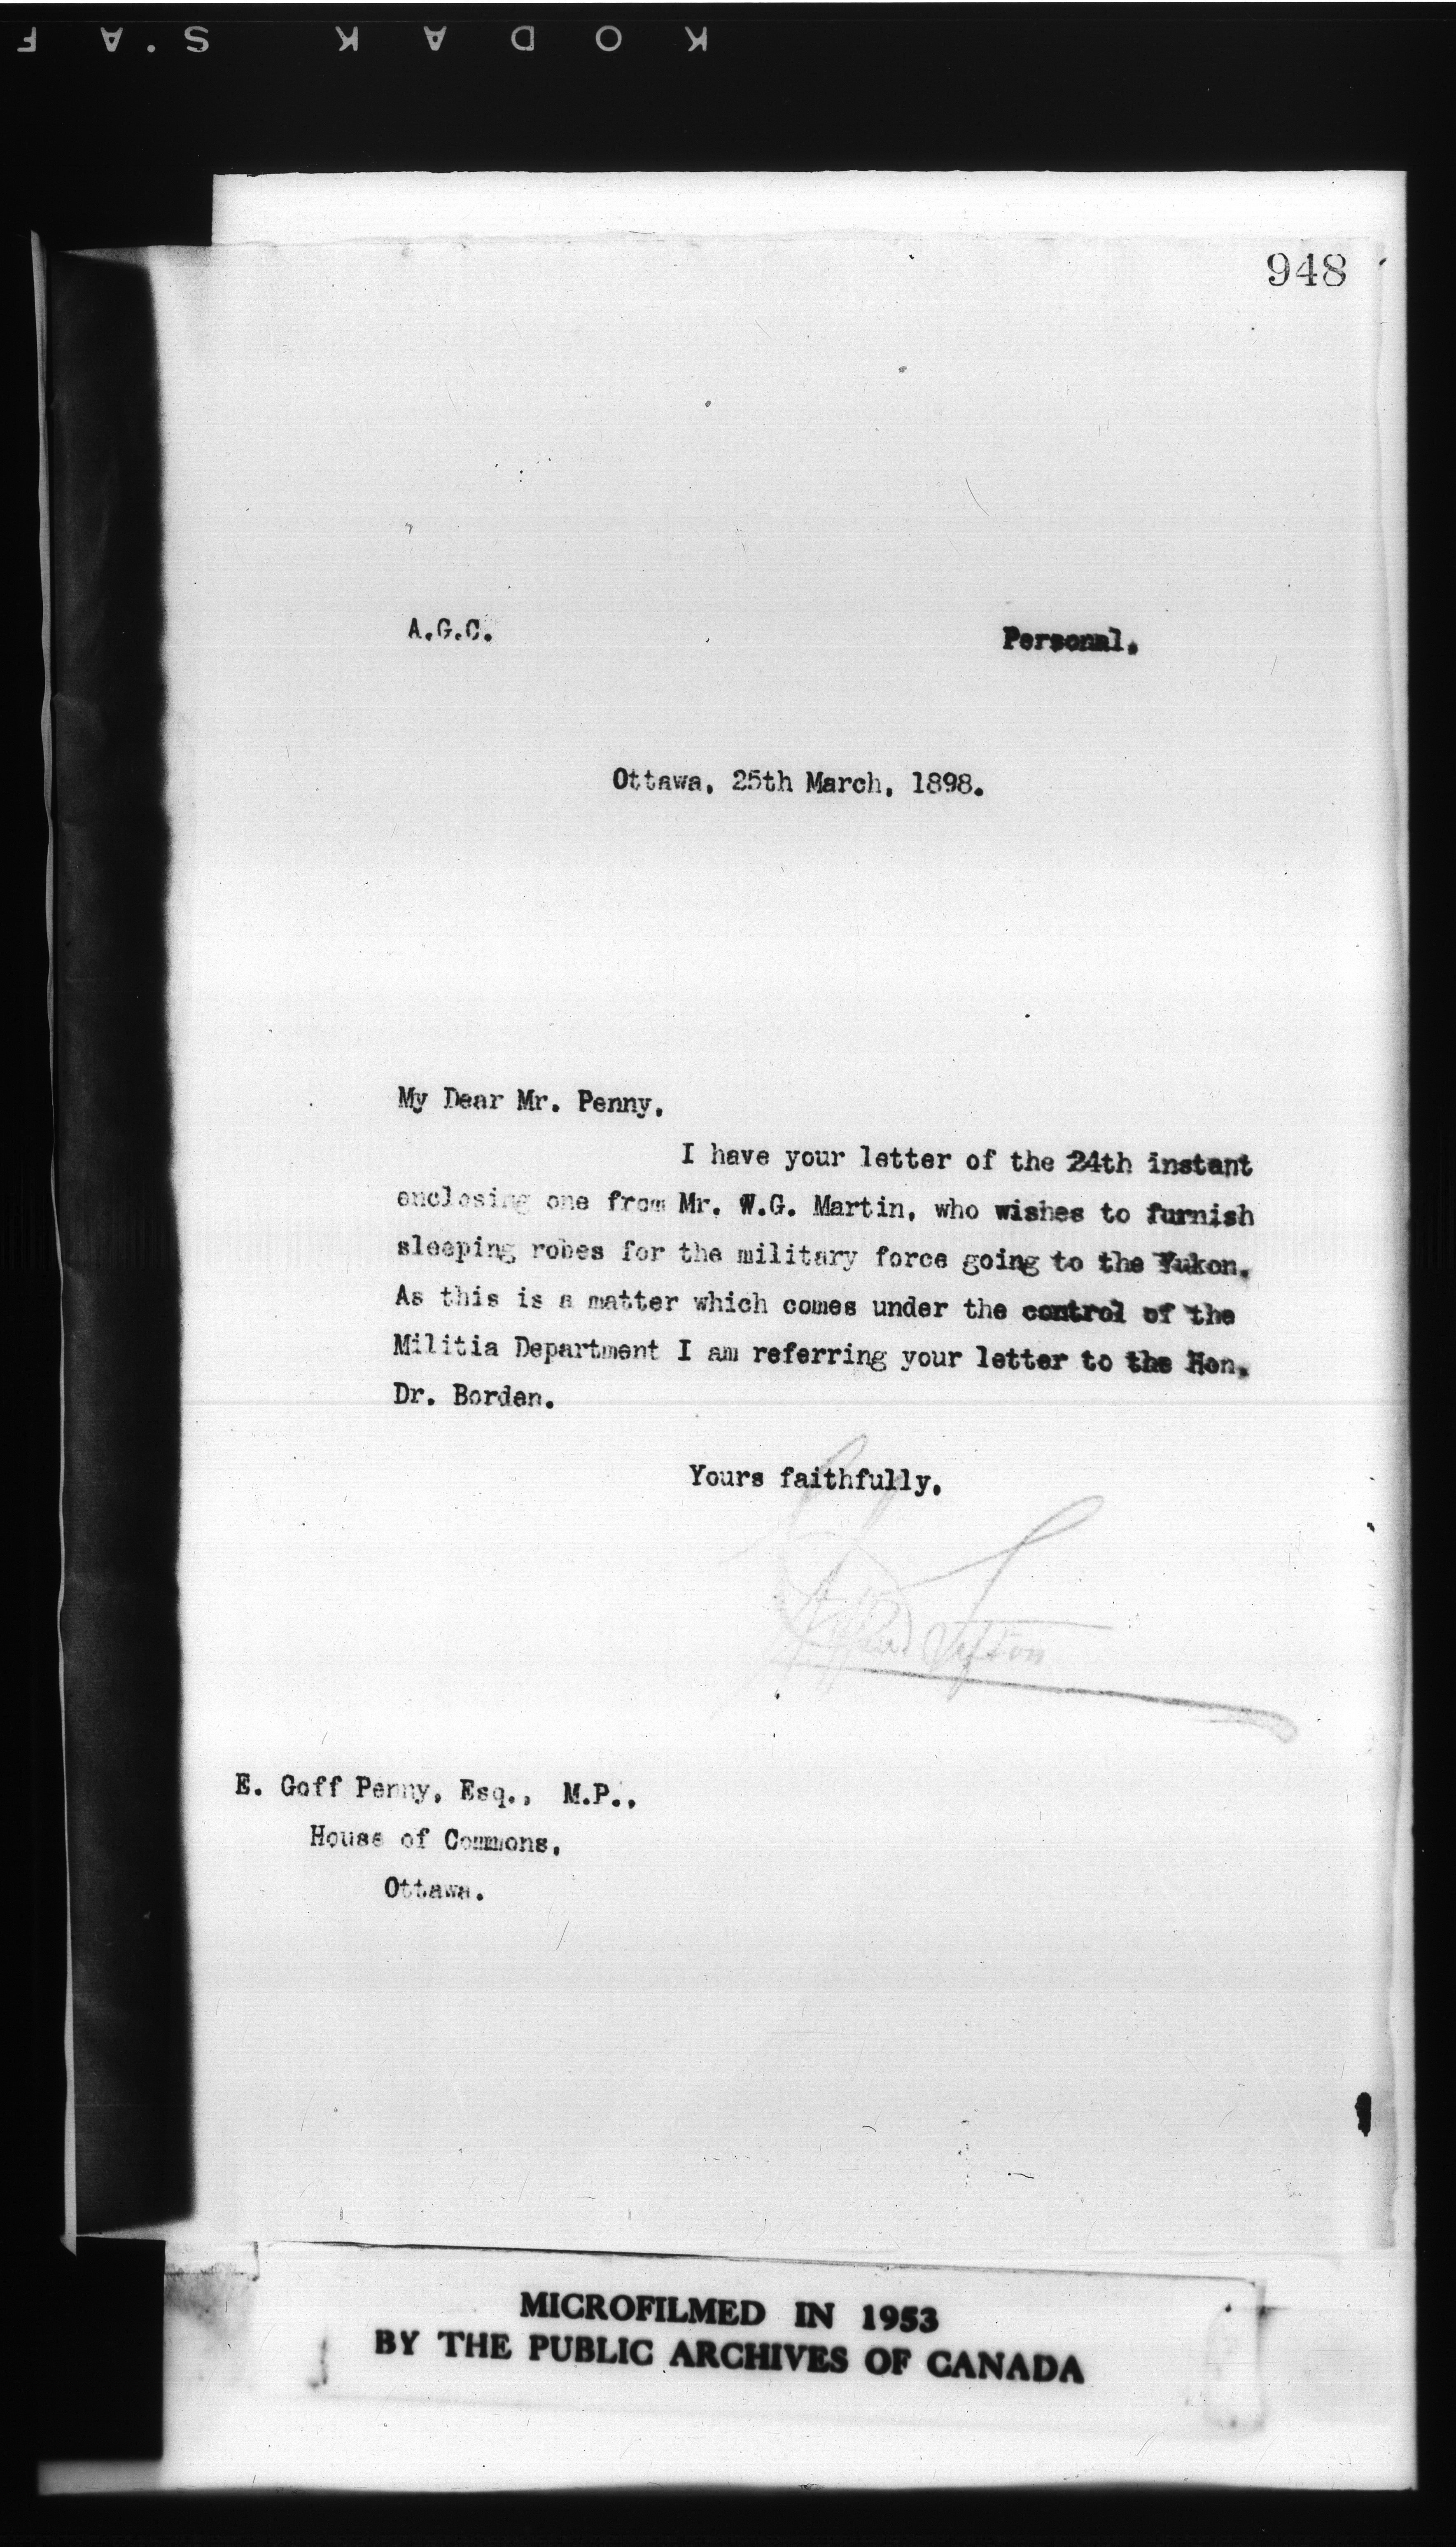 KODAK S.A F
948
A.G.C. Personal.
Ottawa, 25th March, 1898.
My Dear Mr. Penny,
I have your letter of the 24th instant
enclosing one from Mr. W.G. Martin, who wishes to furnish
sleeping robes for the military force going to the Yukon.
As this is a matter which comes under the control of the
Militia Department I am referring your letter to the Hon.
Dr. Borden.
Yours faithfully,
Clifford Sifton
E. Goff Penny, Esq., M.P.,
House of Commons,
Ottawa.
MICROFILMED IN 1953
BY THE PUBLIC ARCHIVES OF CANADA